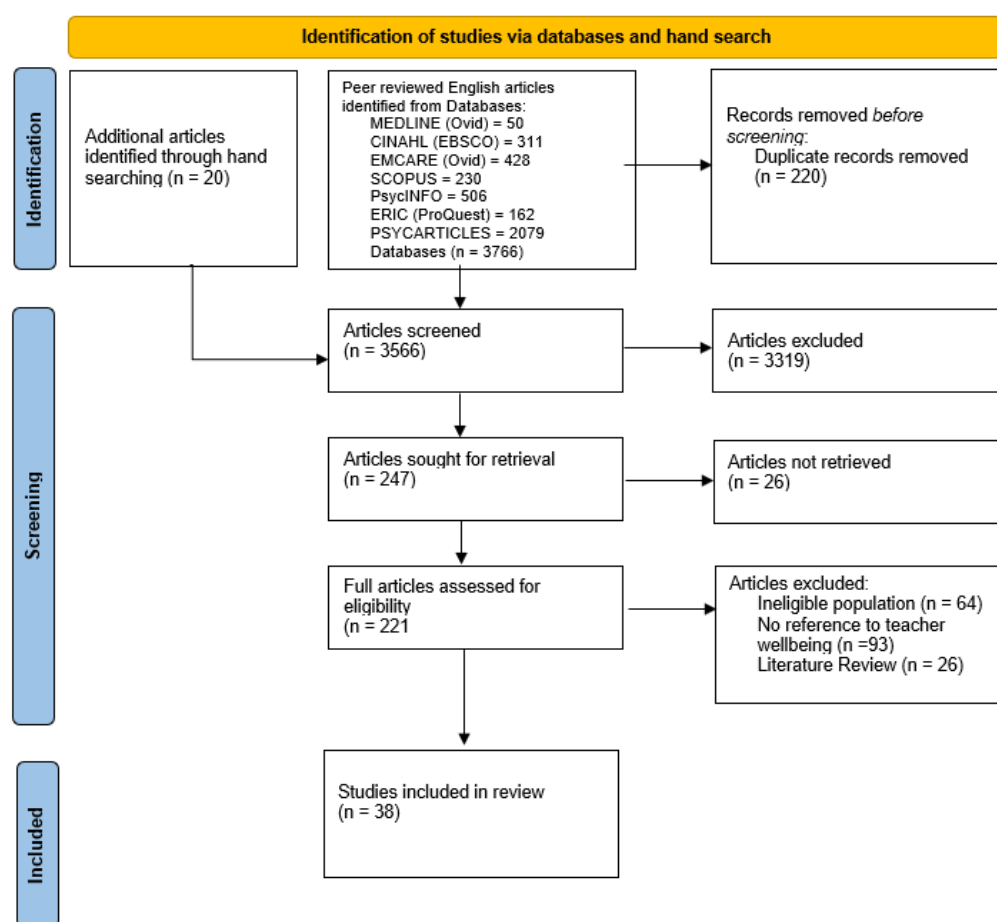 Identification of studies via databases and hand search
Identification
Additional articles
identified through hand
searching (n = 20)
Peer reviewed English articles
identified from Databases:
MEDLINE (Ovid) = 50
CINAHL (EBSCO) = 311
EMCARE (Ovid) = 428
SCOPUS = 230
PsycINFO = 506
ERIC (ProQuest) = 162
PSYCARTICLES = 2079
Databases (n = 3766)
Records removed before
screening:
Duplicate records removed
(n = 220)
Screening
Articles screened
(n = 3566)
Articles excluded
(n = 3319)
Articles sought for retrieval
(n = 247)
Articles not retrieved
(n = 26)
Full articles assessed for
eligibility
(n = 221
Articles excluded:
Ineligible population (n = 64)
No reference to teacher
wellbeing (n =93)
Literature Review (n = 26)
Included
Studies included in review
(n = 38)